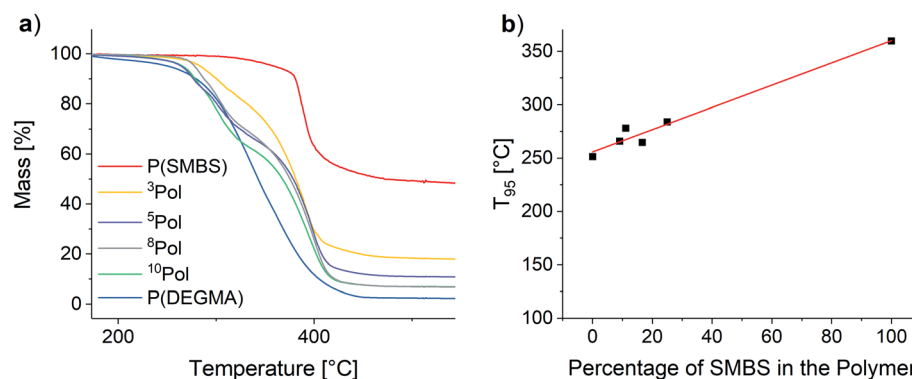 a)
100
80
60
40
20
0
Mass [%]
P(SMBS)
³Pol
⁵Pol
⁸Pol
¹⁰Pol
P(DEGMA)
200
400
Temperature [°C]
b)
350
300
250
200
150
100
T₉₅ [°C]
0
20
40
60
80
100
Percentage of SMBS in the Polymer